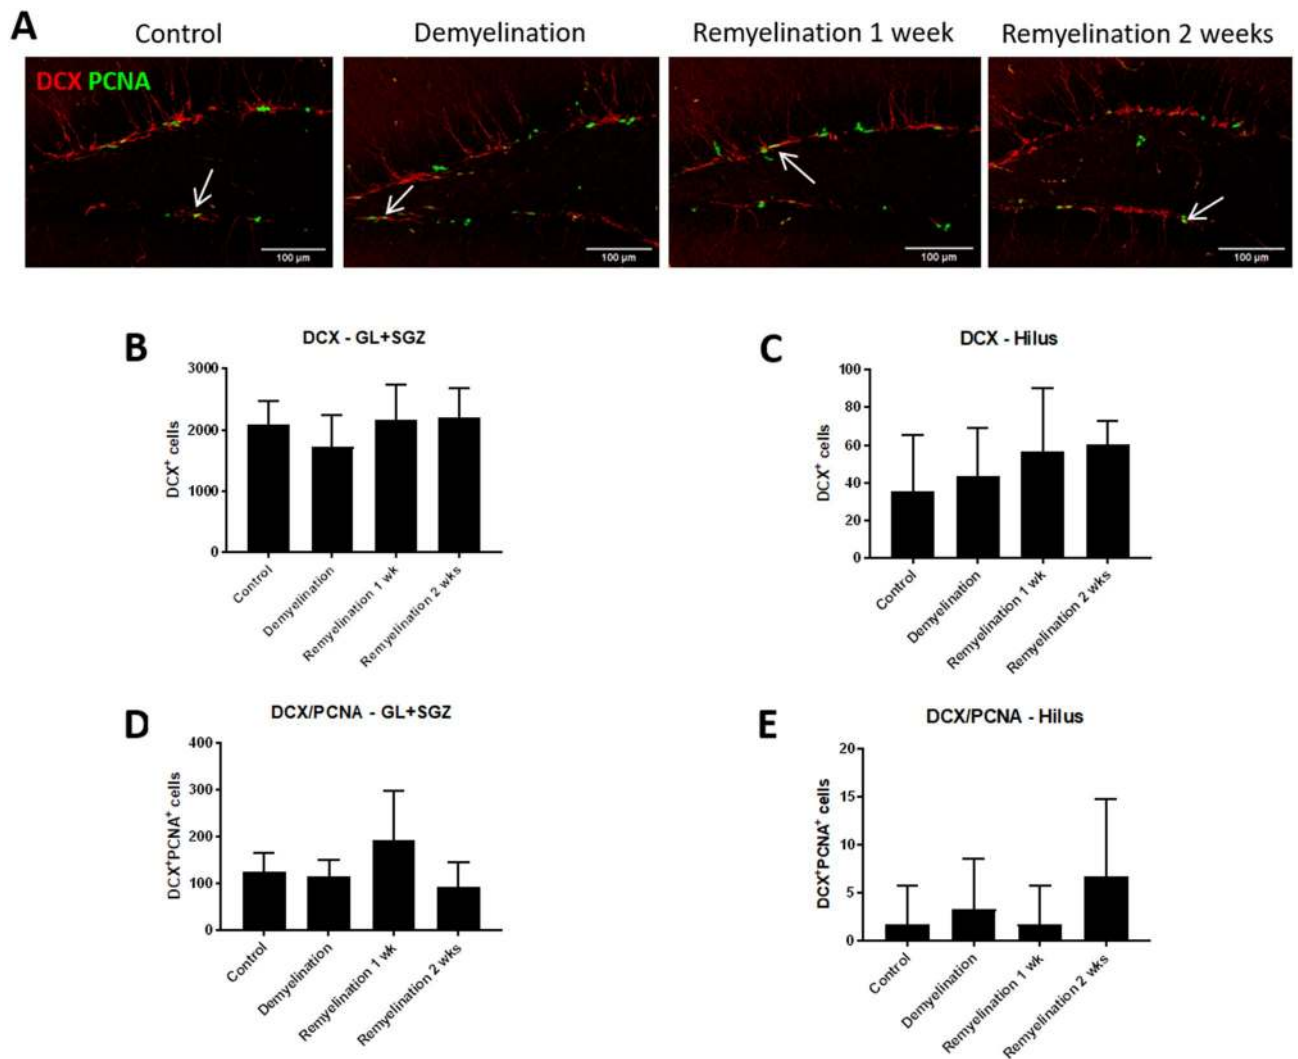 A
Control
Demyelination
Remyelination 1 week
Remyelination 2 weeks
DCX PCNA
100 µm
100 µm
100 µm
100 µm
B
DCX - GL+SGZ
3000
2000
1000
0
DCX⁺ cells
Control
Demyelination
Remyelination 1 wk
Remyelination 2 wks
C
DCX - Hilus
100
80
60
40
20
0
DCX⁺ cells
Control
Demyelination
Remyelination 1 wk
Remyelination 2 wks
D
DCX/PCNA - GL+SGZ
400
300
200
100
0
DCX⁺PCNA⁺ cells
Control
Demyelination
Remyelination 1 wk
Remyelination 2 wks
E
DCX/PCNA - Hilus
20
15
10
5
0
DCX⁺PCNA⁺ cells
Control
Demyelination
Remyelination 1 wk
Remyelination 2 wks